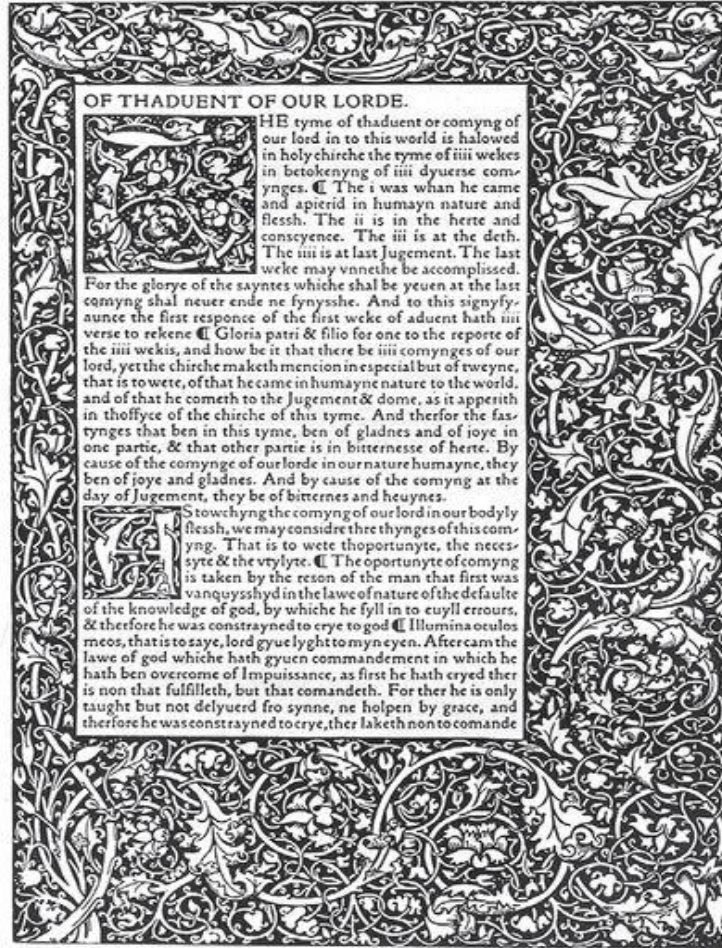 OF THADUENT OF OUR LORDE.
THE tyme of thaduent or comyng of
our lord in to this world is halowed
in holy chirche the tyme of iiii wekes
in betokenyng of iiii dyuerse com-
ynges. ⁋ The i was whan he came
and apierid in humayn nature and
flessh. The ii is in the herte and
conscyence. The iii is at the deth.
The iiii is at last Jugement. The last
weke may vnnethe be accomplissed.
For the glorye of the sayntes whiche shal be yeuen at the last
comyng shal neuer ende ne fynysshe. And to this signyfy-
aunce the first responce of the first weke of aduent hath iiii
verse to rekene ⁋ Gloria patri & filio for one to the reporte of
the iiii wekis, and how be it that there be iiii comynges of our
lord, yet the chirche maketh mencion in especial but of tweyne,
that is to wete, of that he came in humayne nature to the world,
and of that he cometh to the Jugement & dome, as it apperith
in thoffyce of the chirche of this tyme. And therfor the fas-
tynges that ben in this tyme, ben of gladnes and of joye in
one partie, & that other partie is in bitternesse of herte. By
cause of the comynge of our lorde in our nature humayne, they
ben of joye and gladnes. And by cause of the comyng at the
day of Jugement, they be of bitternes and heuynes.
AS towchyng the comyng of our lord in our bodyly
flessh, we may considre thre thynges of this com-
yng. That is to wete thoportunyte, the neces-
syte & the vtylyte. ⁋ The oportunyte of comyng
is taken by the reson of the man that first was
vanquysshyd in the lawe of nature of the defaulte
of the knowledge of god, by whiche he fyll in to euyll errours,
& therfore he was constrayned to crye to god ⁋ Illumina oculos
meos, that is to saye, lord gyue lyght to myn eyen. After cam the
lawe of god whiche hath gyuen commandement in which he
hath ben overcome of Impuissance, as first he hath cryed ther
is non that fulfilleth, but that comandeth. For ther he is only
taught but not delyuerd fro synne, ne holpen by grace, and
therfore he was constrayned to crye, ther laketh non to comande